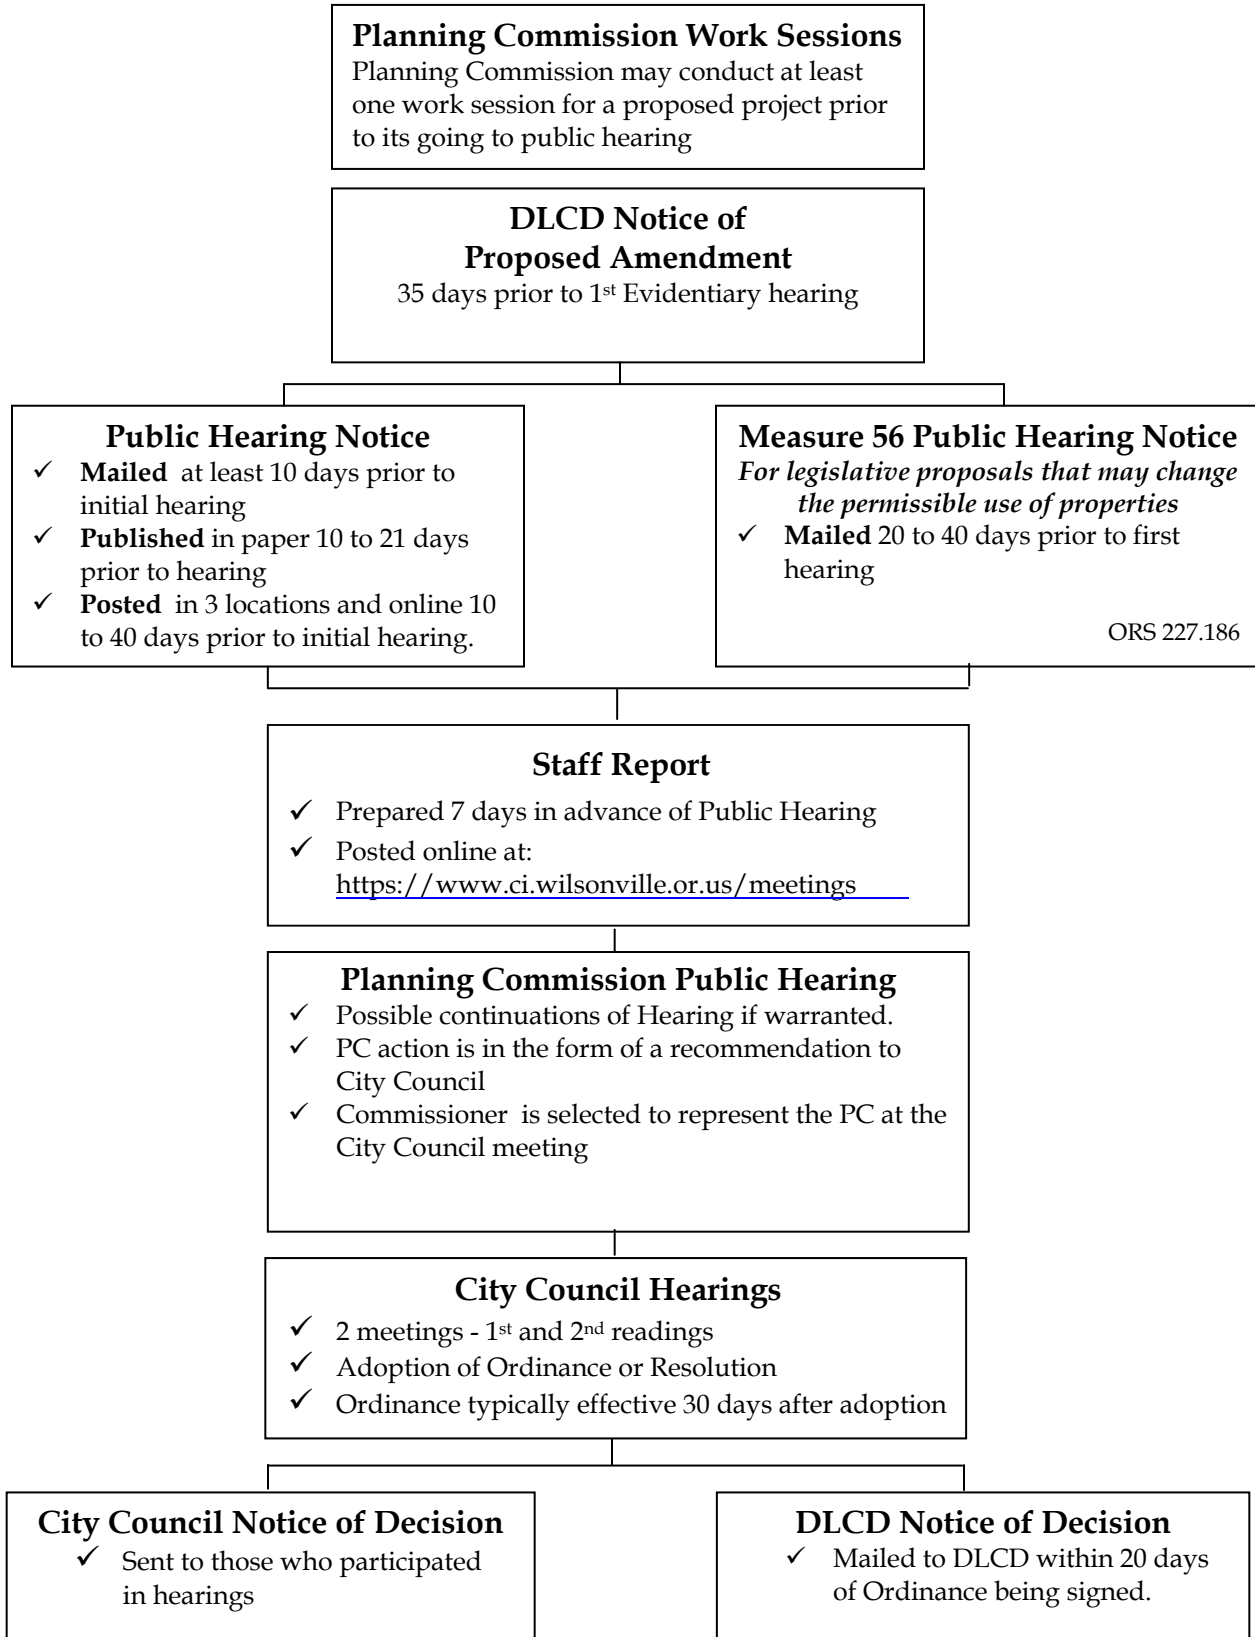 Planning Commission Work Sessions
Planning Commission may conduct at least
one work session for a proposed project prior
to its going to public hearing
DLCD Notice of
Proposed Amendment
35 days prior to 1st Evidentiary hearing
Public Hearing Notice
✓ Mailed at least 10 days prior to
initial hearing
✓ Published in paper 10 to 21 days
prior to hearing
✓ Posted in 3 locations and online 10
to 40 days prior to initial hearing.
Measure 56 Public Hearing Notice
For legislative proposals that may change
the permissible use of properties
✓ Mailed 20 to 40 days prior to first
hearing
ORS 227.186
Staff Report
✓ Prepared 7 days in advance of Public Hearing
✓ Posted online at:
https://www.ci.wilsonville.or.us/meetings
Planning Commission Public Hearing
✓ Possible continuations of Hearing if warranted.
✓ PC action is in the form of a recommendation to
City Council
✓ Commissioner is selected to represent the PC at the
City Council meeting
City Council Hearings
✓ 2 meetings - 1st and 2nd readings
✓ Adoption of Ordinance or Resolution
✓ Ordinance typically effective 30 days after adoption
City Council Notice of Decision
✓ Sent to those who participated
in hearings
DLCD Notice of Decision
✓ Mailed to DLCD within 20 days
of Ordinance being signed.